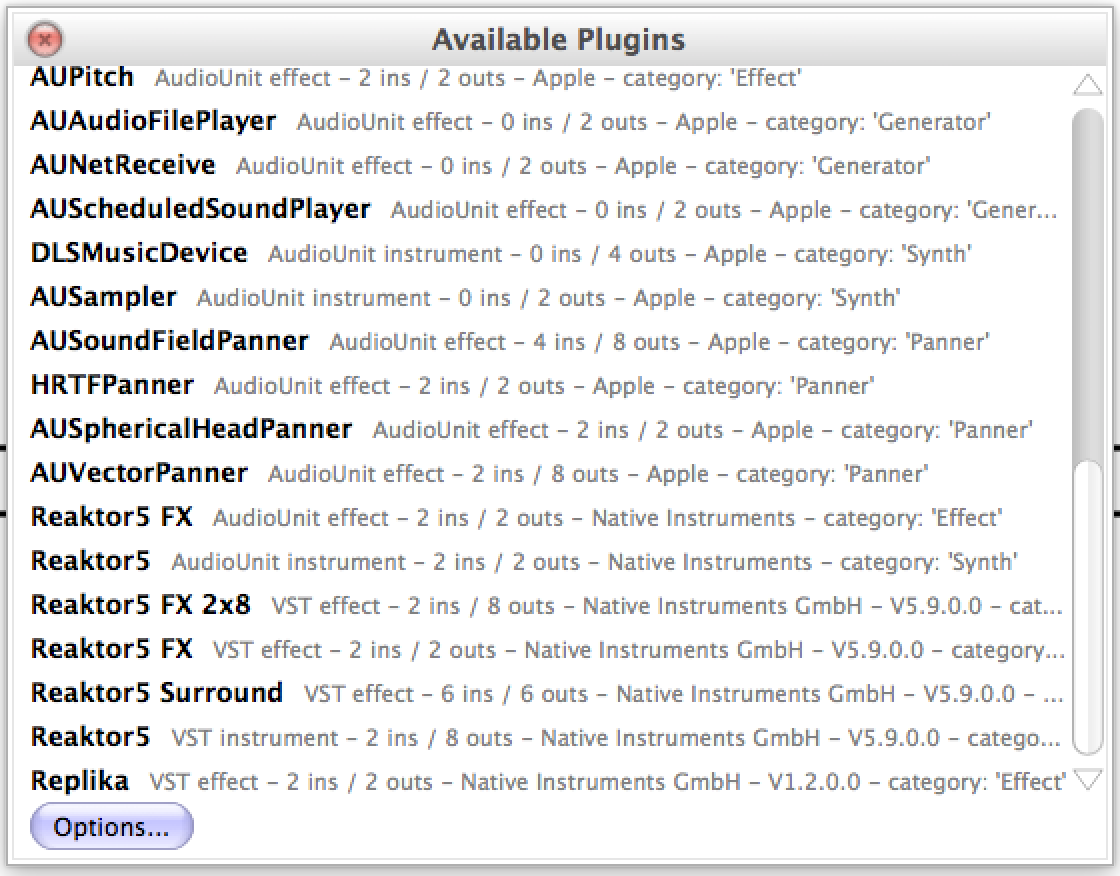 Available Plugins
AUPitch AudioUnit effect – 2 ins / 2 outs – Apple – category: 'Effect'
AUAudioFilePlayer AudioUnit effect – 0 ins / 2 outs – Apple – category: 'Generator'
AUNetReceive AudioUnit effect – 0 ins / 2 outs – Apple – category: 'Generator'
AUScheduledSoundPlayer AudioUnit effect – 0 ins / 2 outs – Apple – category: 'Gener...
DLSMusicDevice AudioUnit instrument – 0 ins / 4 outs – Apple – category: 'Synth'
AUSampler AudioUnit instrument – 0 ins / 2 outs – Apple – category: 'Synth'
AUSoundFieldPanner AudioUnit effect – 4 ins / 8 outs – Apple – category: 'Panner'
HRTFPanner AudioUnit effect – 2 ins / 2 outs – Apple – category: 'Panner'
AUSphericalHeadPanner AudioUnit effect – 2 ins / 2 outs – Apple – category: 'Panner'
AUVectorPanner AudioUnit effect – 2 ins / 8 outs – Apple – category: 'Panner'
Reaktor5 FX AudioUnit effect – 2 ins / 2 outs – Native Instruments – category: 'Effect'
Reaktor5 AudioUnit instrument – 2 ins / 2 outs – Native Instruments – category: 'Synth'
Reaktor5 FX 2x8 VST effect – 2 ins / 8 outs – Native Instruments GmbH – V5.9.0.0 – cat...
Reaktor5 FX VST effect – 2 ins / 2 outs – Native Instruments GmbH – V5.9.0.0 – category...
Reaktor5 Surround VST effect – 6 ins / 6 outs – Native Instruments GmbH – V5.9.0.0 – ...
Reaktor5 VST instrument – 2 ins / 8 outs – Native Instruments GmbH – V5.9.0.0 – catego...
Replika VST effect – 2 ins / 2 outs – Native Instruments GmbH – V1.2.0.0 – category: 'Effect'
Options...